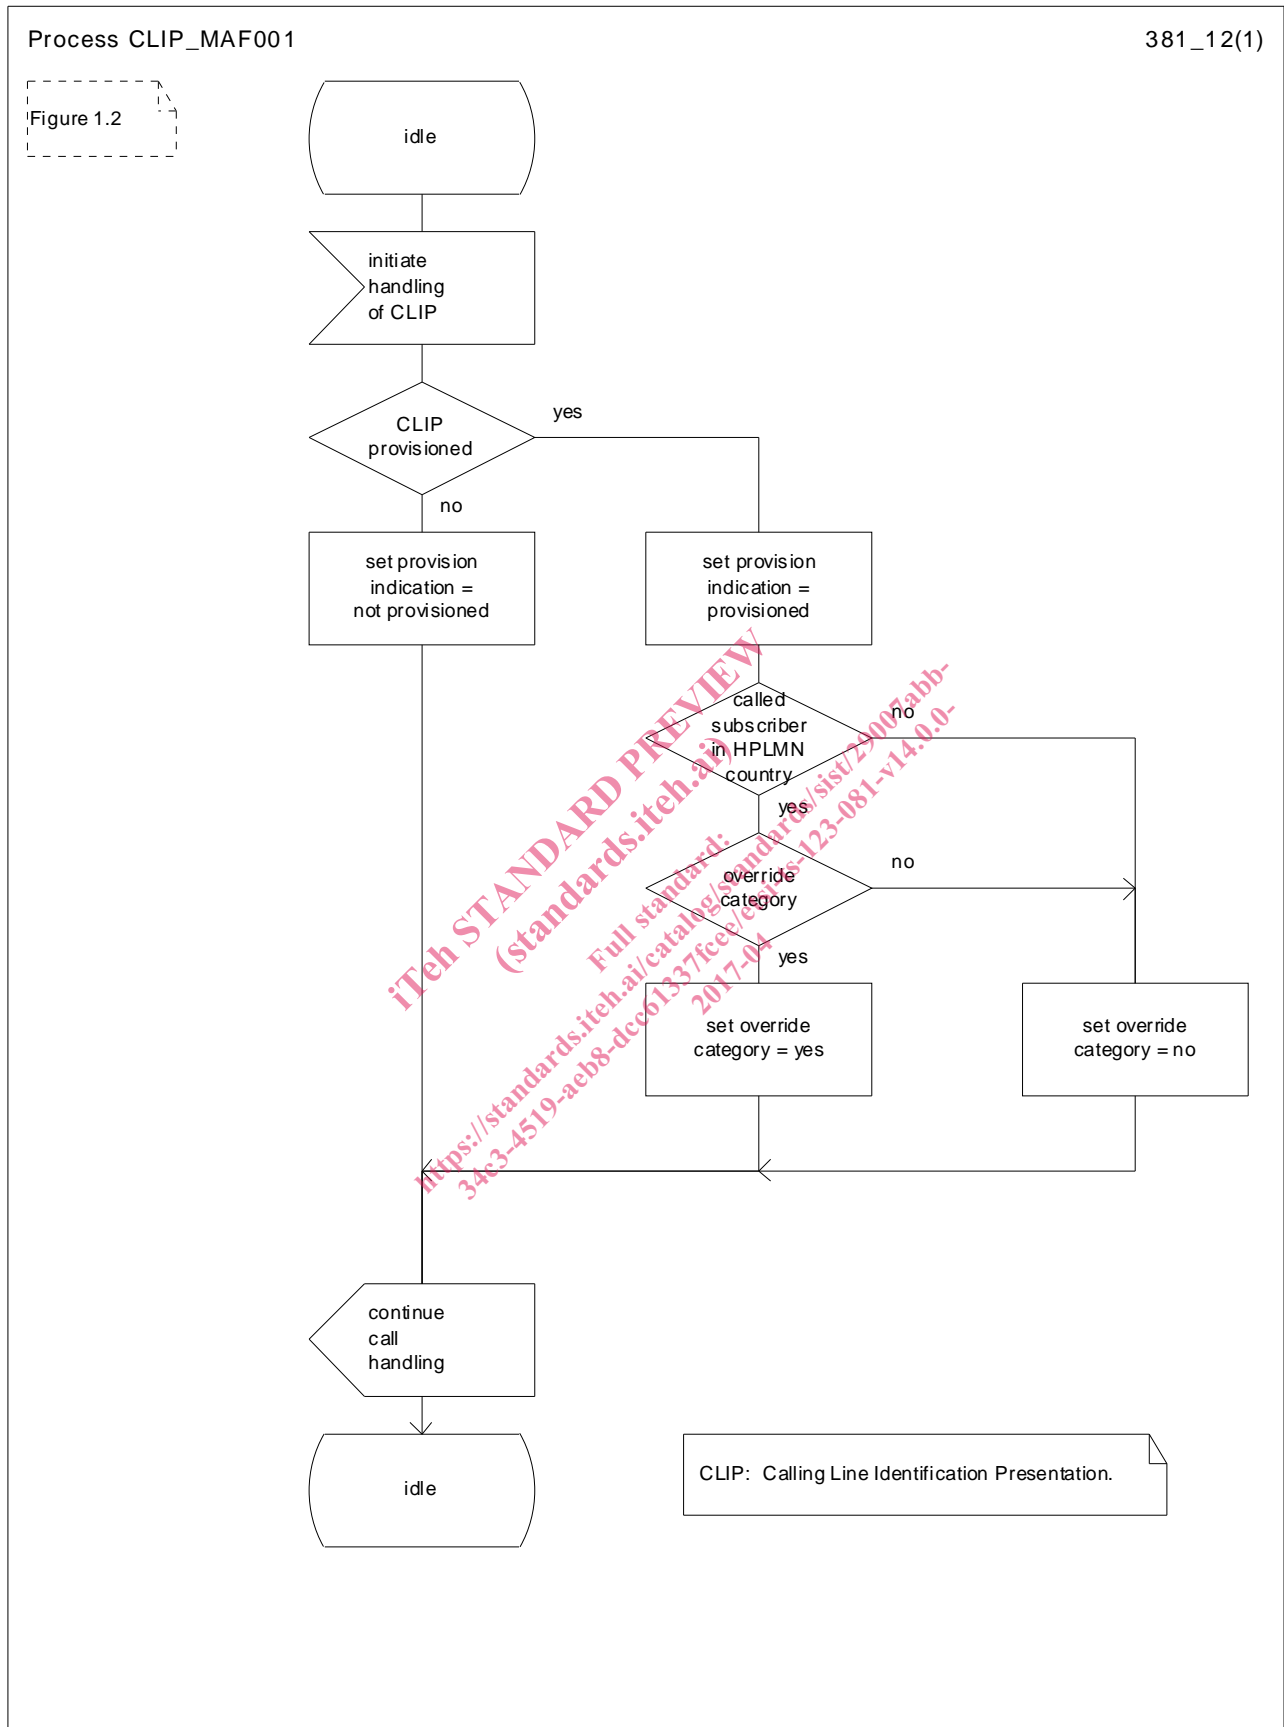 Process CLIP_MAF001
381_12(1)
Figure 1.2
idle
initiate
handling
of CLIP
CLIP
provisioned
yes
no
set provision
indication =
not provisioned
set provision
indication =
provisioned
called
subscriber
in HPLMN
country
no
yes
override
category
no
yes
set override
category = yes
set override
category = no
continue
call
handling
idle
CLIP:  Calling Line Identification Presentation.
iTeh STANDARD PREVIEW
(standards.iteh.ai)
Full standard:
https://standards.iteh.ai/catalog/standards/sist/29007abb-
34c3-4519-aeb8-dcc61337fcee/etsi-ts-123-081-v14.0.0-
2017-04